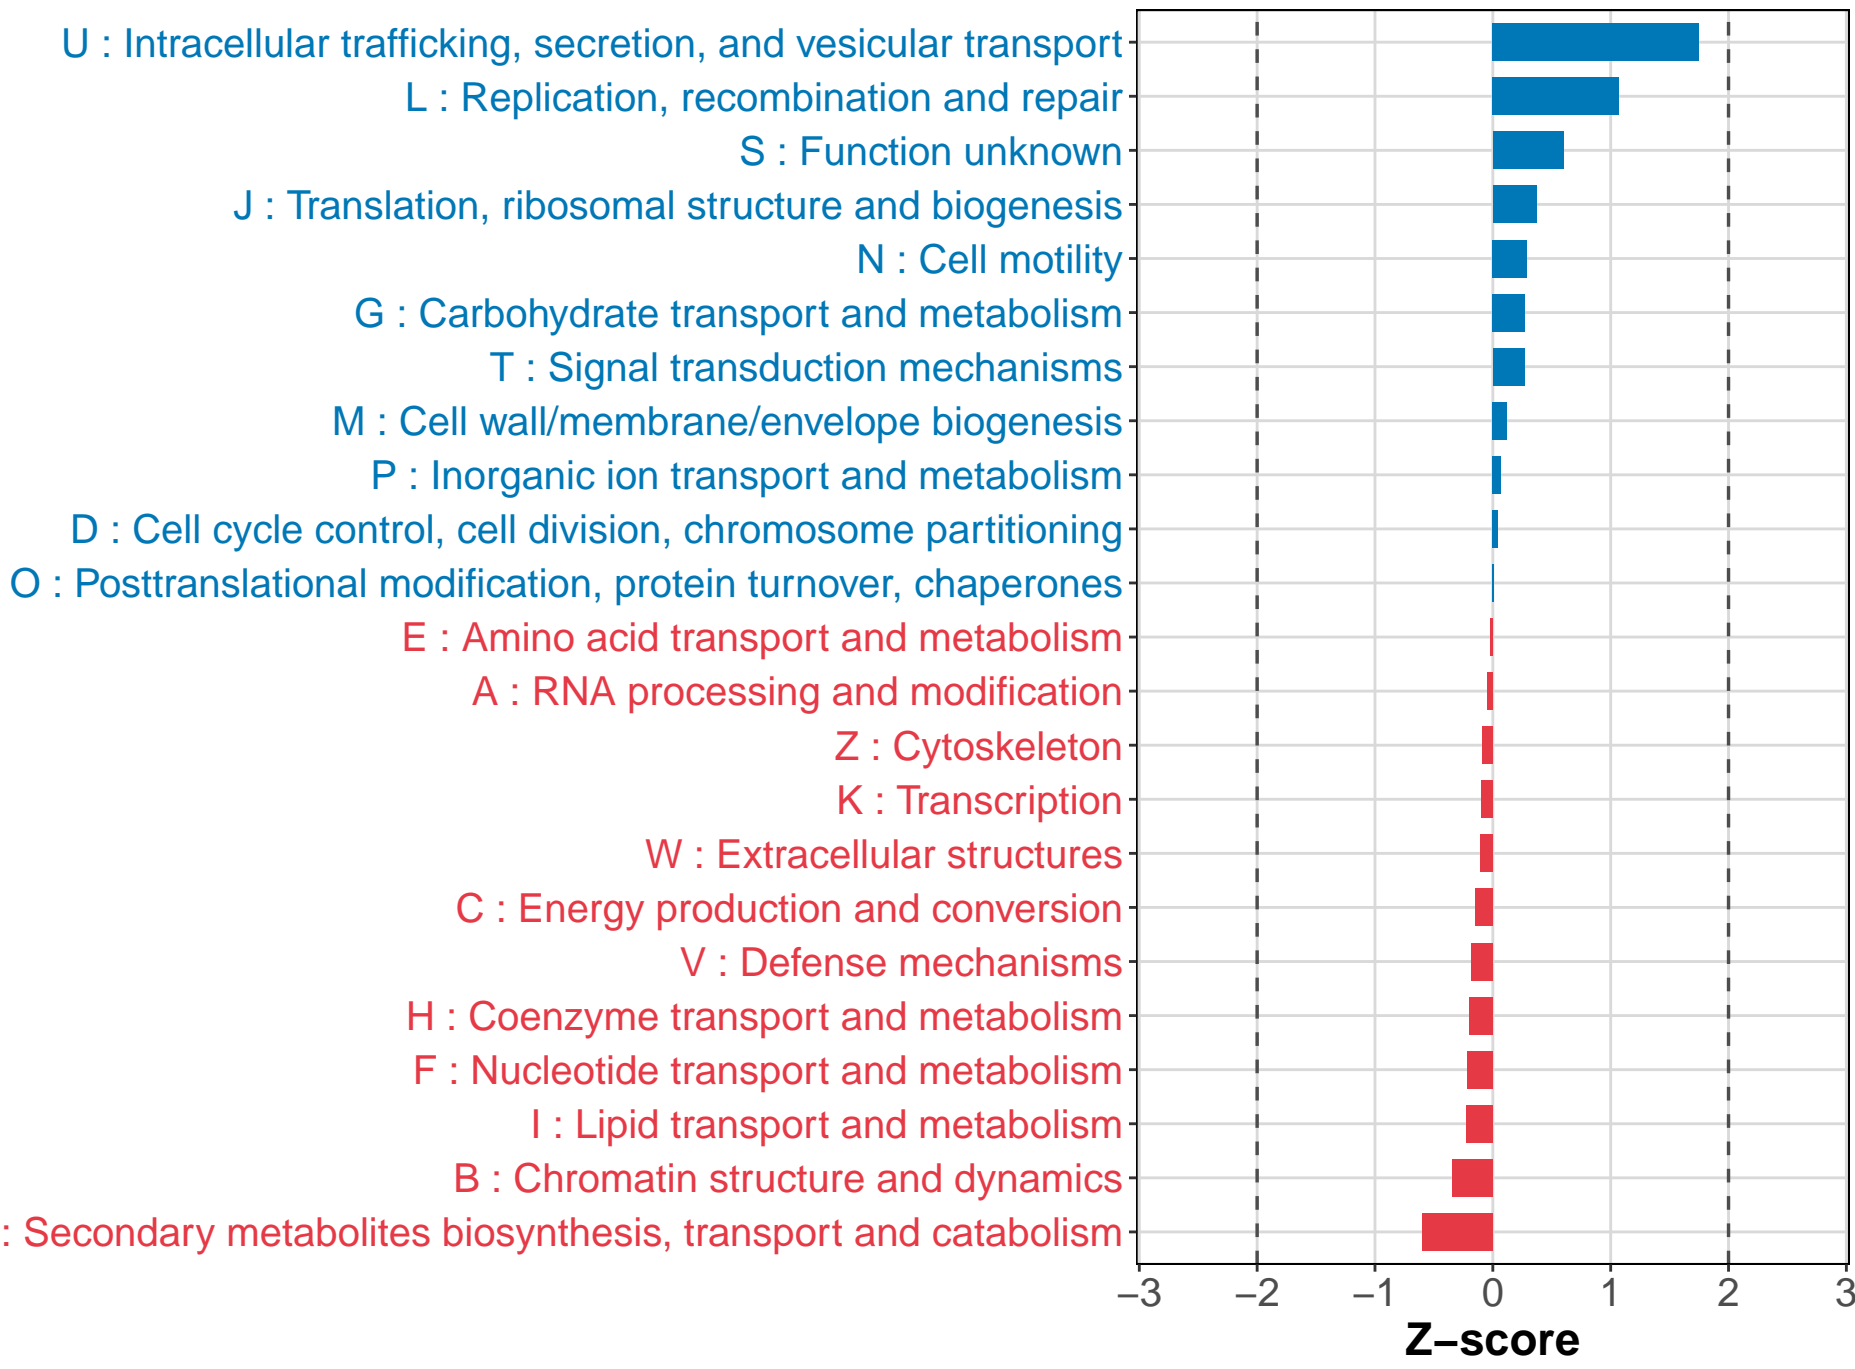 U : Intracellular trafficking, secretion, and vesicular transport
L : Replication, recombination and repair
S : Function unknown
J : Translation, ribosomal structure and biogenesis
N : Cell motility
G : Carbohydrate transport and metabolism
T : Signal transduction mechanisms
M : Cell wall/membrane/envelope biogenesis
P : Inorganic ion transport and metabolism
D : Cell cycle control, cell division, chromosome partitioning
O : Posttranslational modification, protein turnover, chaperones
E : Amino acid transport and metabolism
A : RNA processing and modification
Z : Cytoskeleton
K : Transcription
W : Extracellular structures
C : Energy production and conversion
V : Defense mechanisms
H : Coenzyme transport and metabolism
F : Nucleotide transport and metabolism
I : Lipid transport and metabolism
B : Chromatin structure and dynamics
: Secondary metabolites biosynthesis, transport and catabolism
−3 −2 −1 0 1 2 3
Z−score